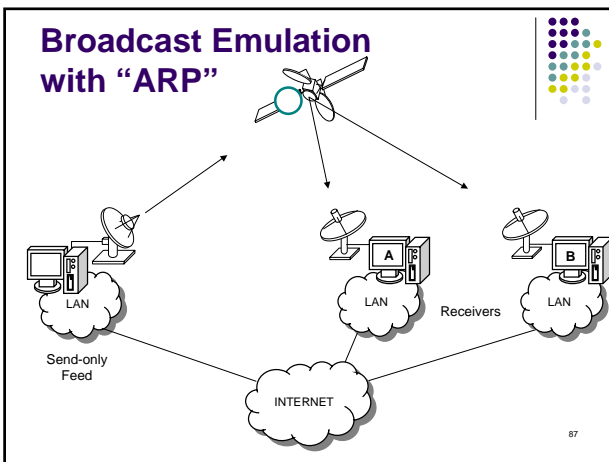 Broadcast Emulation
with “ARP”
A
B
LAN
LAN
LAN
Receivers
Send-only
Feed
INTERNET
87